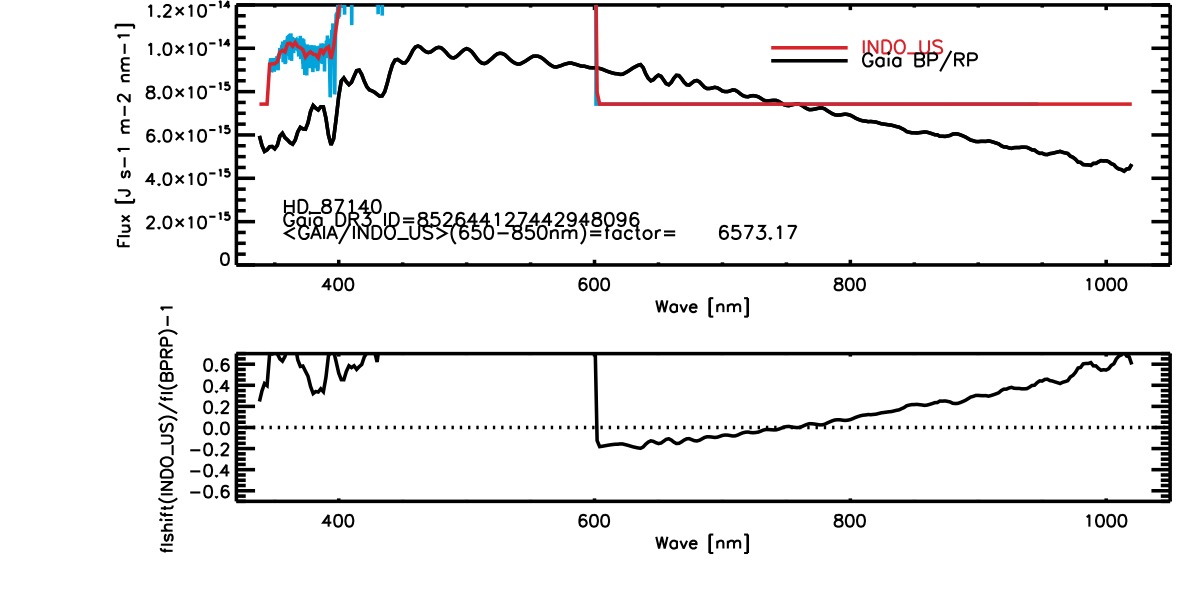 1.2×10⁻¹⁴
1.0×10⁻¹⁴
8.0×10⁻¹⁵
6.0×10⁻¹⁵
4.0×10⁻¹⁵
2.0×10⁻¹⁵
0
Flux [J s−1 m−2 nm−1]
INDO_US
Gaia BP/RP
HD_87140
Gaia DR3 ID=852644127442948096
<GAIA/INDO_US>(650−850nm)=factor= 6573.17
400 600 800 1000
Wave [nm]
0.6
0.4
0.2
0.0
−0.2
−0.4
−0.6
flshift(INDO_US)/fl(BPRP)−1
400 600 800 1000
Wave [nm]